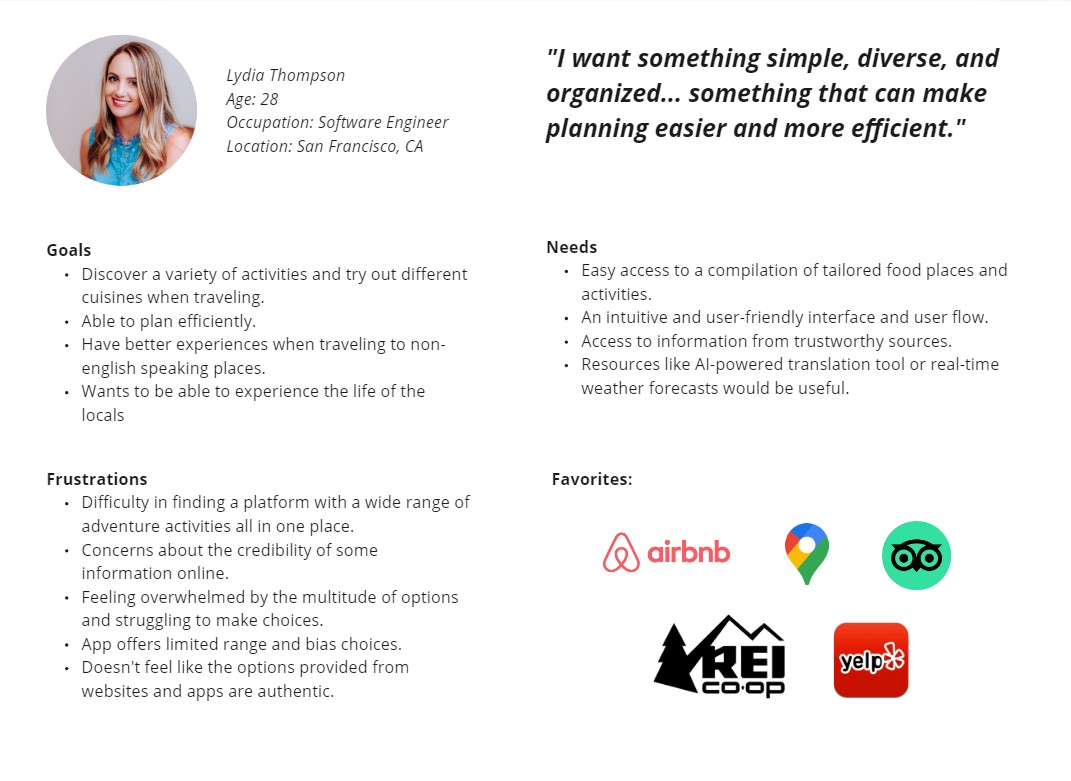 Lydia Thompson
Age: 28
Occupation: Software Engineer
Location: San Francisco, CA
"I want something simple, diverse, and
organized... something that can make
planning easier and more efficient."
Goals
• Discover a variety of activities and try out different
cuisines when traveling.
• Able to plan efficiently.
• Have better experiences when traveling to non-
english speaking places.
• Wants to be able to experience the life of the
locals
Needs
• Easy access to a compilation of tailored food places and
activities.
• An intuitive and user-friendly interface and user flow.
• Access to information from trustworthy sources.
• Resources like AI-powered translation tool or real-time
weather forecasts would be useful.
Frustrations
• Difficulty in finding a platform with a wide range of
adventure activities all in one place.
• Concerns about the credibility of some
information online.
• Feeling overwhelmed by the multitude of options
and struggling to make choices.
• App offers limited range and bias choices.
• Doesn't feel like the options provided from
websites and apps are authentic.
Favorites:
airbnb
REI
co·op
yelp